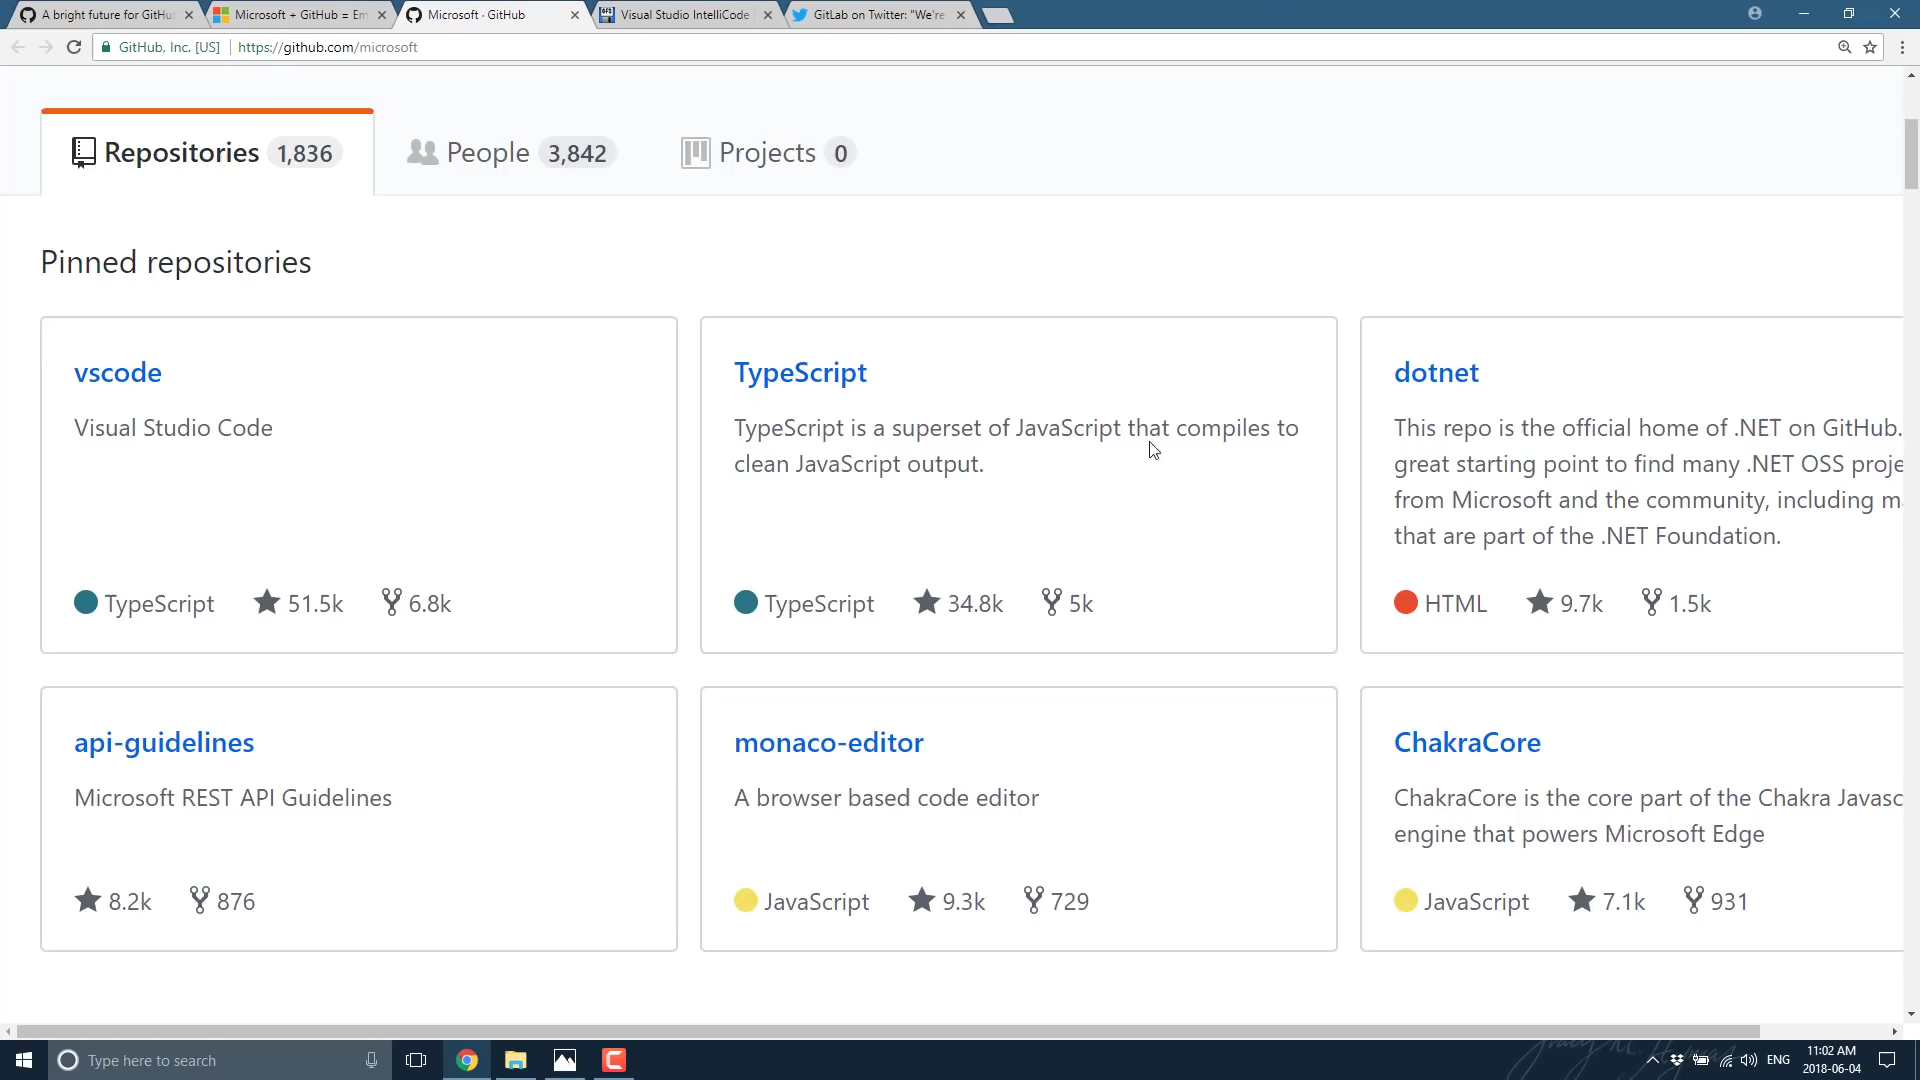 A bright future for GitHu
Microsoft + GitHub = Em
Microsoft · GitHub
Visual Studio IntelliCode
GitLab on Twitter: "We're
GitHub, Inc. [US]
https://github.com/microsoft
Repositories 1,836
People 3,842
Projects 0
Pinned repositories
vscode
Visual Studio Code
TypeScript 51.5k 6.8k
TypeScript
TypeScript is a superset of JavaScript that compiles to
clean JavaScript output.
TypeScript 34.8k 5k
dotnet
This repo is the official home of .NET on GitHub.
great starting point to find many .NET OSS proje
from Microsoft and the community, including m
that are part of the .NET Foundation.
HTML 9.7k 1.5k
api-guidelines
Microsoft REST API Guidelines
8.2k 876
monaco-editor
A browser based code editor
JavaScript 9.3k 729
ChakraCore
ChakraCore is the core part of the Chakra Javasc
engine that powers Microsoft Edge
JavaScript 7.1k 931
Type here to search
ENG
11:02 AM
2018-06-04